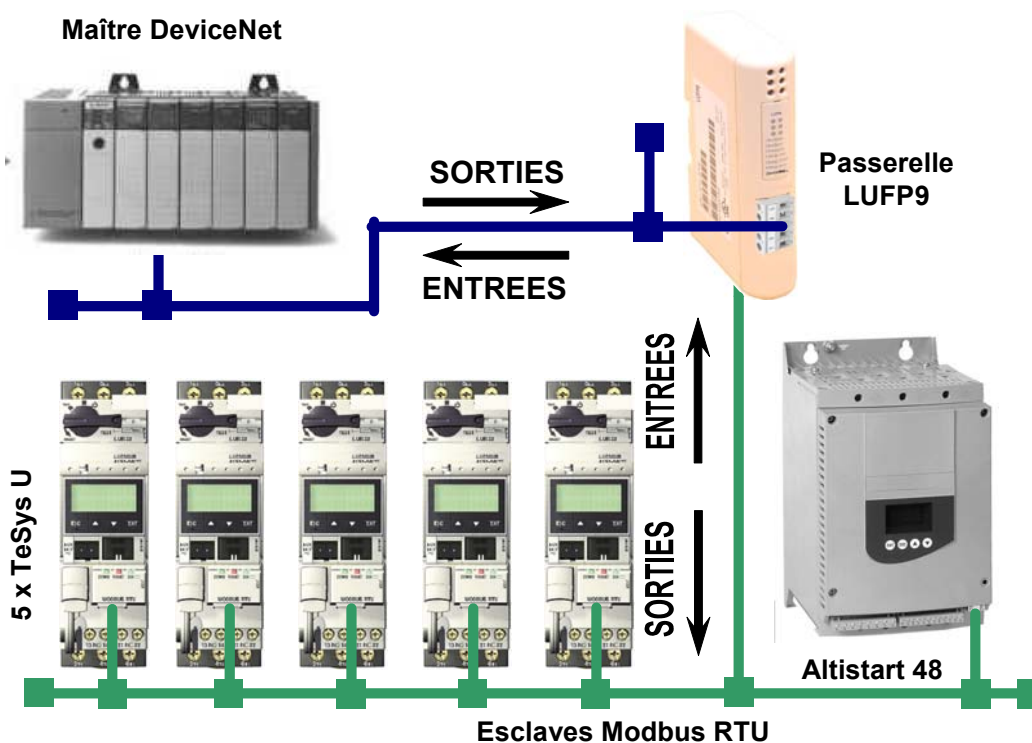 Maître DeviceNet
SORTIES
ENTREES
Passerelle
LUFP9
ENTREES
SORTIES
5 x TeSys U
Altistart 48
Esclaves Modbus RTU